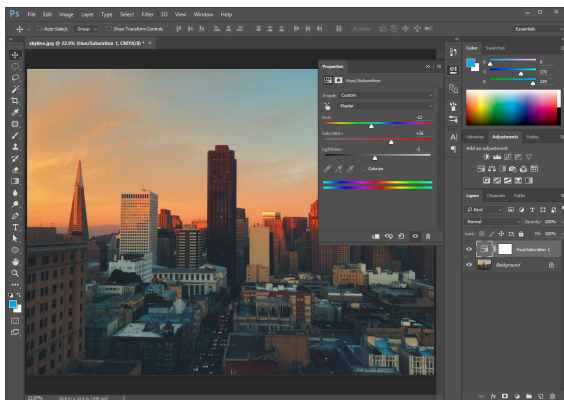 Ps File Edit Image Layer Type Select Filter 3D View Window Help
Auto-Select: Group Show Transform Controls 3D Mode: Essentials
skyline.jpg @ 22.9% (Hue/Saturation 1, CMYK/8) * ×
Properties
Hue/Saturation
Preset: Custom
Master
Hue: -12
Saturation: +26
Lightness: -5
Colorize
Color Swatches
Libraries Adjustments Styles
Add an adjustment
Layers Channels Paths
Kind
Normal Opacity: 100%
Lock: Fill: 100%
Hue/Saturation 1
Background
22.87%